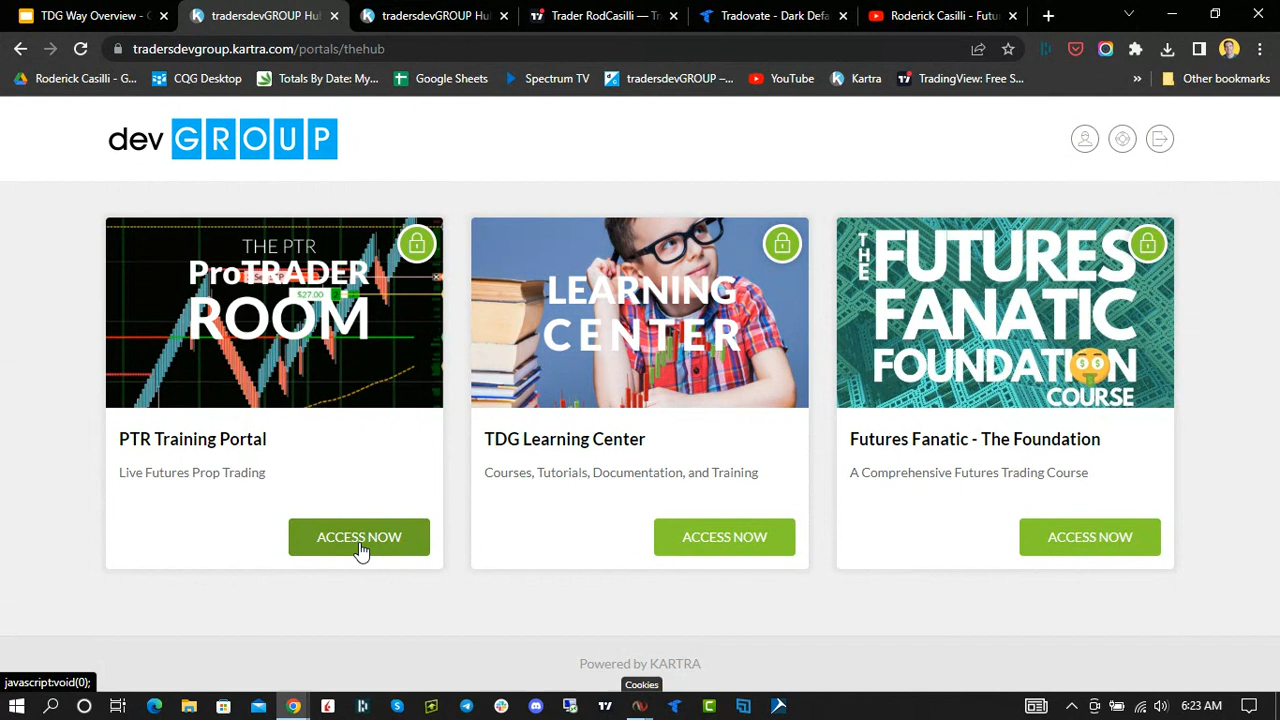 TDG Way Overview - G
tradersdevGROUP Hu
tradersdevGROUP Hu
Trader RodCasilli — Tr
Tradovate - Dark Defa
Roderick Casilli - Futu
tradersdevgroup.kartra.com/portals/thehub
Roderick Casilli - G...
CQG Desktop
Totals By Date: My...
Google Sheets
Spectrum TV
tradersdevGROUP –...
YouTube
Kartra
TradingView: Free S...
»
Other bookmarks
dev GROUP
THE PTR
ProTRADER
$27.00
ROOM
LEARNING
CENTER
THE
FUTURES
FANATIC
FOUNDATION
COURSE
PTR Training Portal
TDG Learning Center
Futures Fanatic - The Foundation
Live Futures Prop Trading
Courses, Tutorials, Documentation, and Training
A Comprehensive Futures Trading Course
ACCESS NOW
ACCESS NOW
ACCESS NOW
Powered by KARTRA
javascript:void(0);
Cookies
6:23 AM